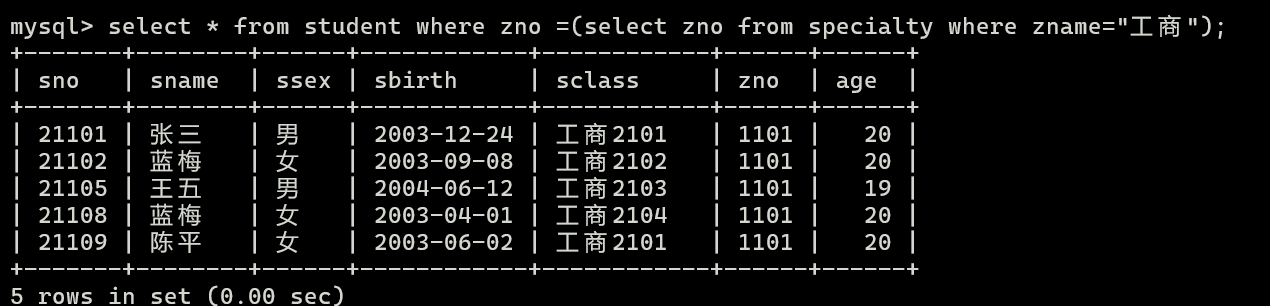 mysql> select * from student where zno =(select zno from specialty where zname="工商");
+-------+--------+------+------------+------------+------+------+
| sno   | sname  | ssex | sbirth     | sclass     | zno  | age  |
+-------+--------+------+------------+------------+------+------+
| 21101 | 张三   | 男   | 2003-12-24 | 工商2101   | 1101 |   20 |
| 21102 | 蓝梅   | 女   | 2003-09-08 | 工商2102   | 1101 |   20 |
| 21105 | 王五   | 男   | 2004-06-12 | 工商2103   | 1101 |   19 |
| 21108 | 蓝梅   | 女   | 2003-04-01 | 工商2104   | 1101 |   20 |
| 21109 | 陈平   | 女   | 2003-06-02 | 工商2101   | 1101 |   20 |
+-------+--------+------+------------+------------+------+------+
5 rows in set (0.00 sec)